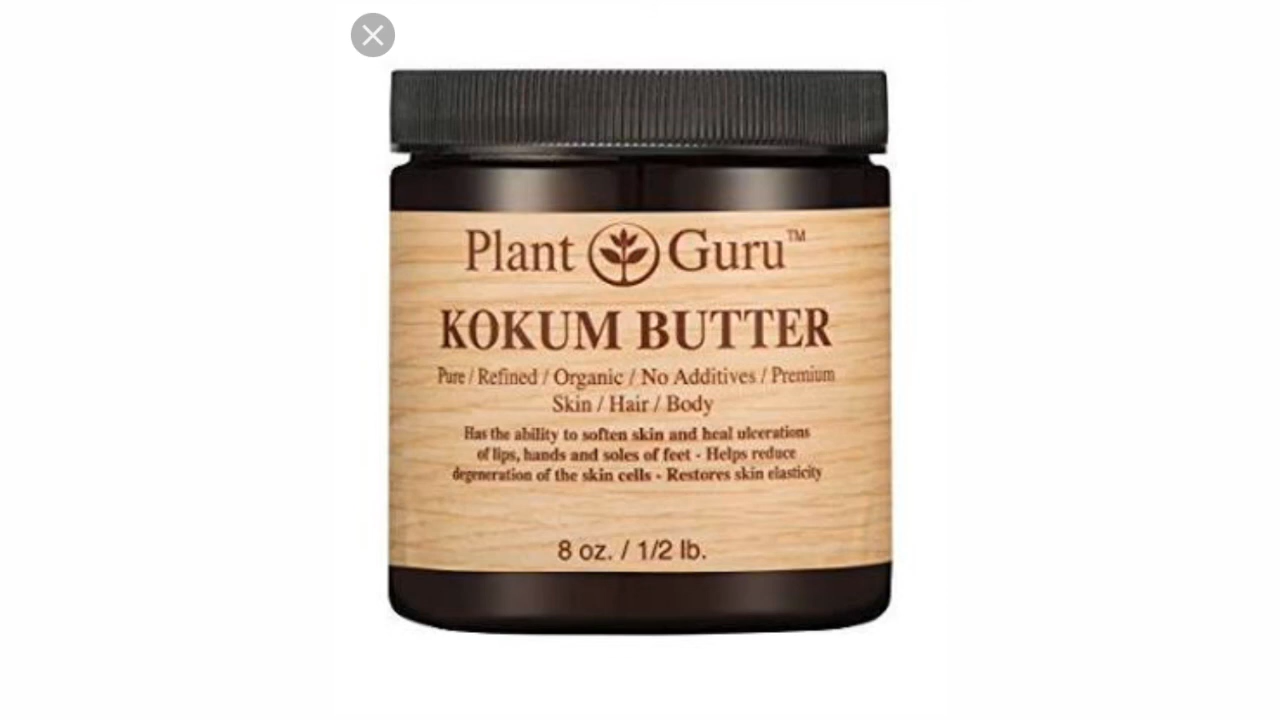 Plant Guru™
KOKUM BUTTER
Pure / Refined / Organic / No Additives / Premium
Skin / Hair / Body
Has the ability to soften skin and heal ulcerations
of lips, hands and soles of feet - Helps reduce
degeneration of the skin cells - Restores skin elasticity
8 oz. / 1/2 lb.